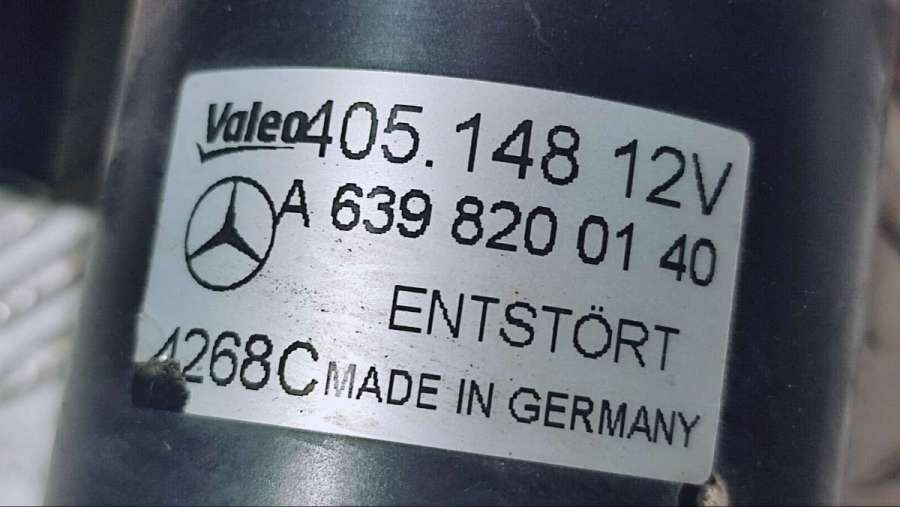 Valeo 405.148 12V
A 639 820 01 40
ENTSTÖRT
4268C MADE IN GERMANY